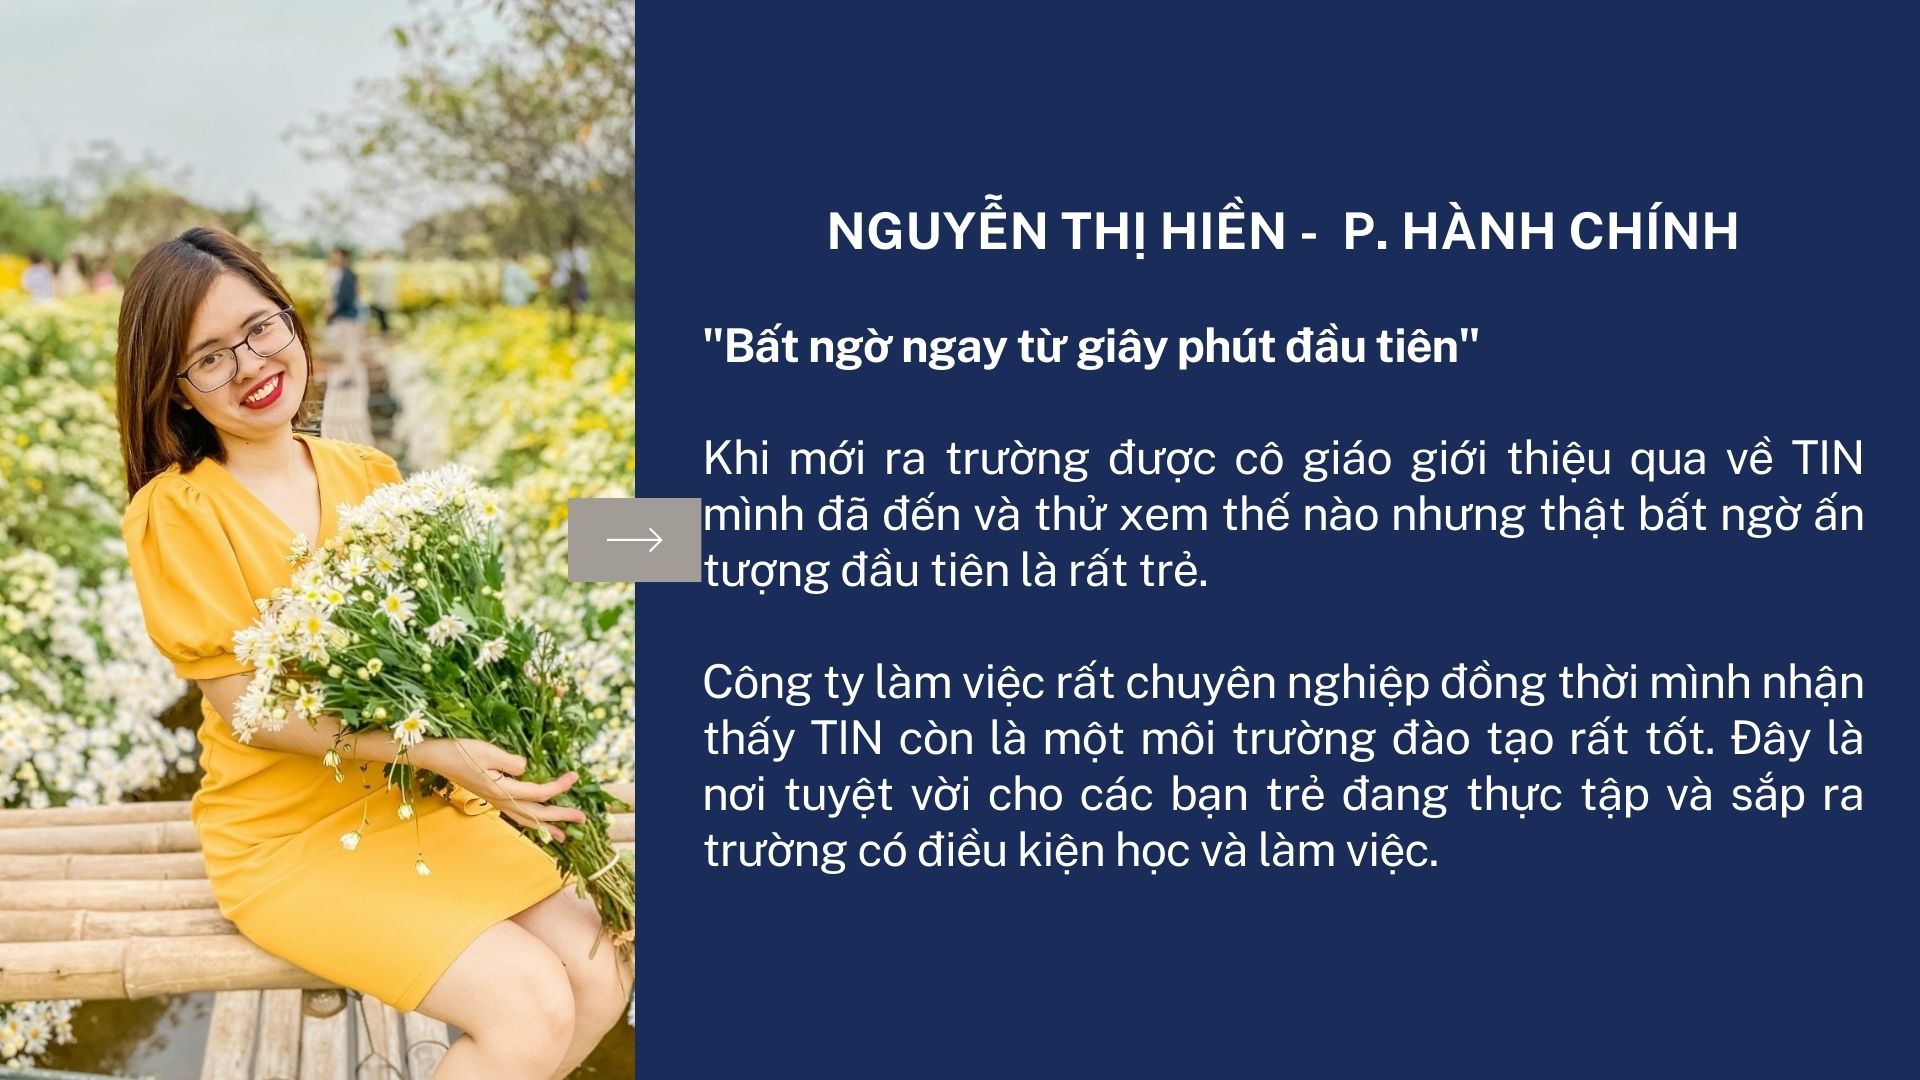 NGUYỄN THỊ HIỀN - P. HÀNH CHÍNH
"Bất ngờ ngay từ giây phút đầu tiên"
Khi mới ra trường được cô giáo giới thiệu qua về TIN
mình đã đến và thử xem thế nào nhưng thật bất ngờ ấn
tượng đầu tiên là rất trẻ.
Công ty làm việc rất chuyên nghiệp đồng thời mình nhận
thấy TIN còn là một môi trường đào tạo rất tốt. Đây là
nơi tuyệt vời cho các bạn trẻ đang thực tập và sắp ra
trường có điều kiện học và làm việc.